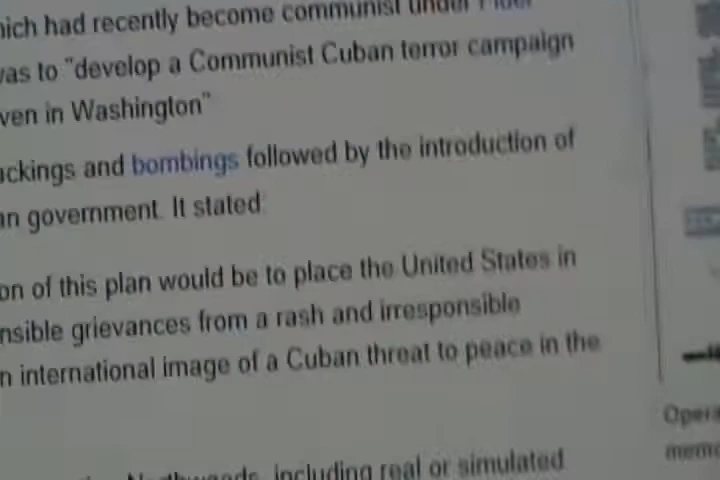 hich had recently become communist under Fidel
was to "develop a Communist Cuban terror campaign
ven in Washington"
ackings and bombings followed by the introduction of
an government. It stated:
on of this plan would be to place the United States in
nsible grievances from a rash and irresponsible
n international image of a Cuban threat to peace in the
Northwoods, including real or simulated
Opera
memo